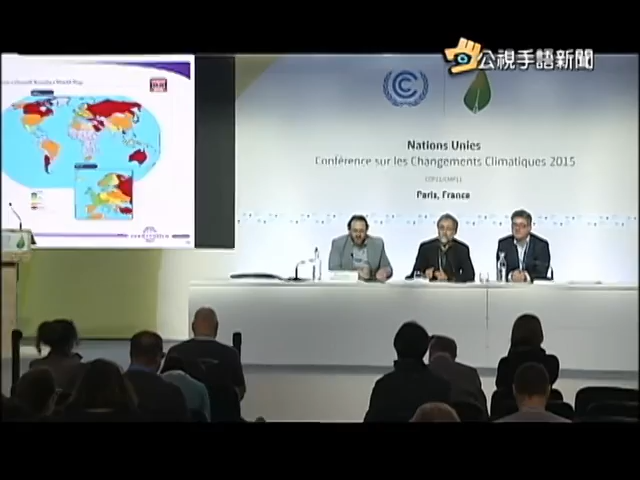 公視手語新聞
Nations Unies
Conférence sur les Changements Climatiques 2015
COP21/CMP11
Paris, France